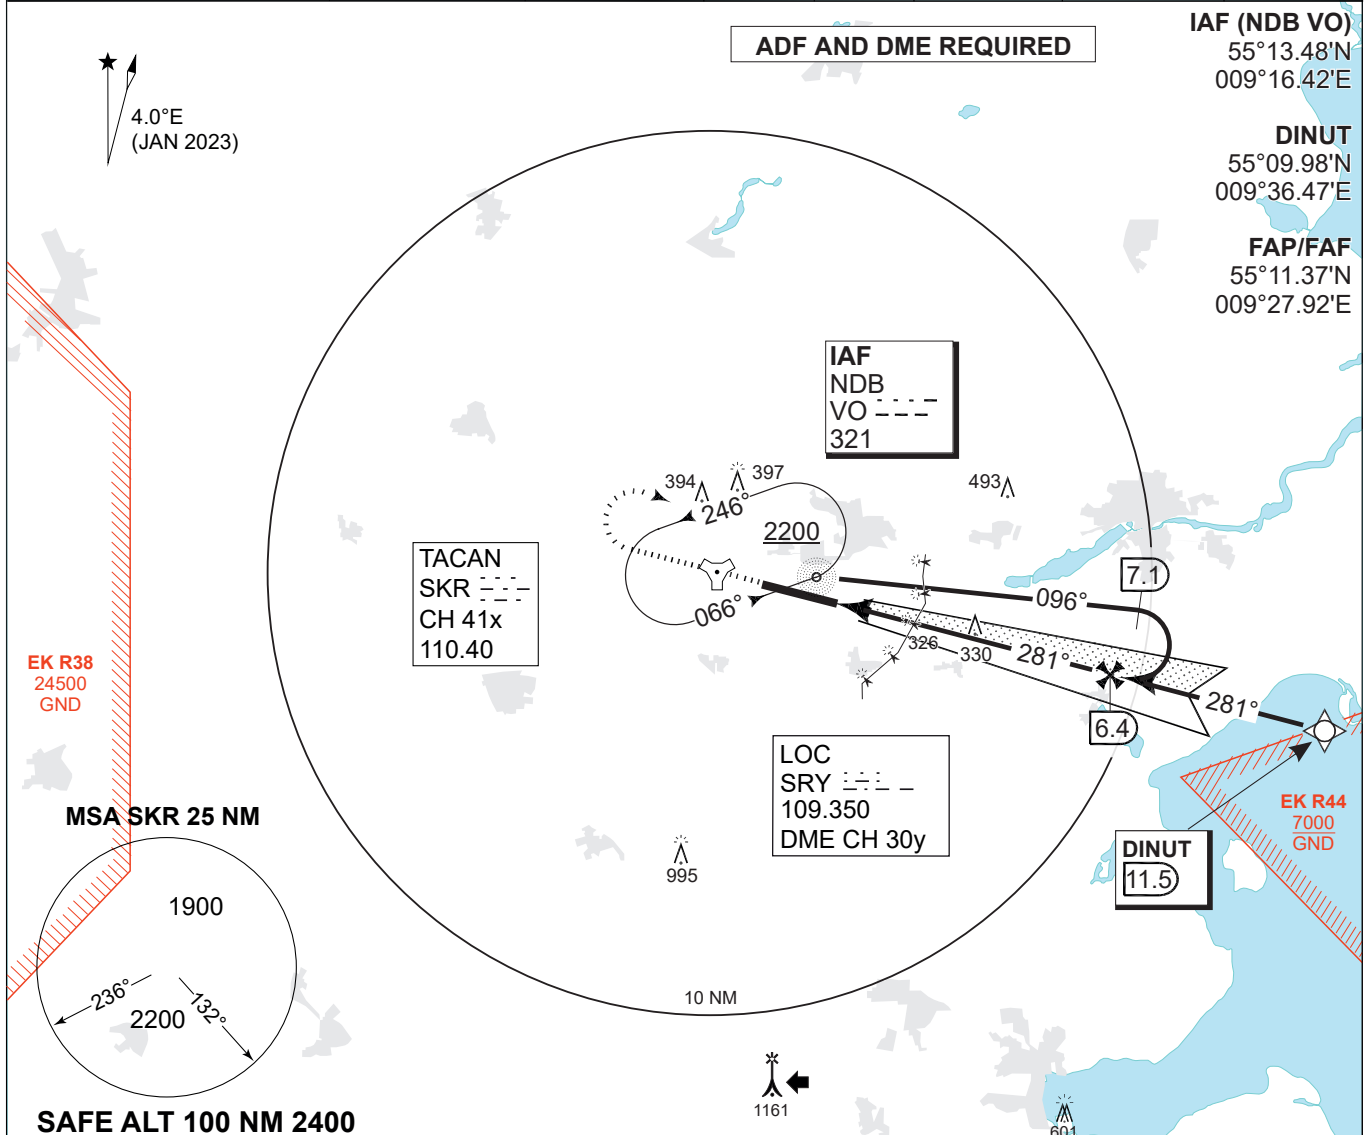 ADF AND DME REQUIRED
IAF (NDB VO)
55°13.48'N
009°16.42'E
DINUT
55°09.98'N
009°36.47'E
FAP/FAF
55°11.37'N
009°27.92'E
4.0°E
(JAN 2023)
IAF
NDB
VO
321
394
397
493
246°
2200
TACAN
SKR
CH 41x
110.40
7.1
096°
066°
326
330
281°
281°
6.4
EK R38
24500
GND
LOC
SRY
109.350
DME CH 30y
EK R44
7000
GND
DINUT
11.5
MSA SKR 25 NM
1900
236°
132°
2200
995
10 NM
1161
601
SAFE ALT 100 NM 2400